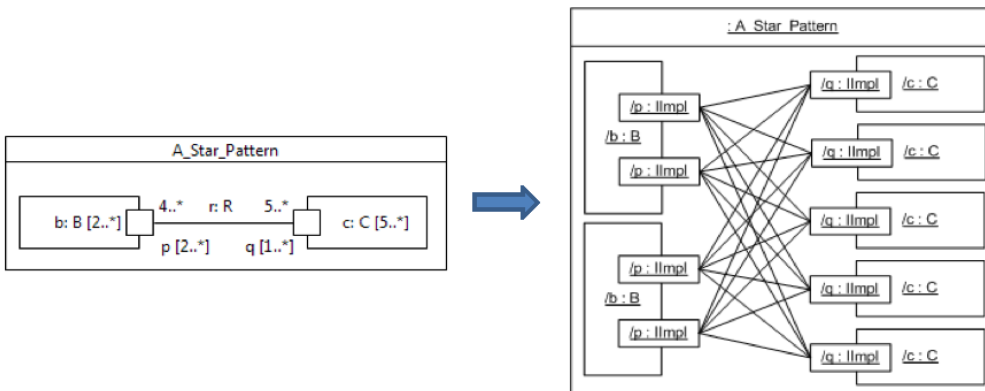 A_Star_Pattern
4..* r: R 5..*
b: B [2..*] c: C [5..*]
p [2..*] q [1..*]
: A_Star_Pattern
/p : IImpl
/b : B
/p : IImpl
/p : IImpl
/b : B
/p : IImpl
/q : IImpl /c : C
/q : IImpl /c : C
/q : IImpl /c : C
/q : IImpl /c : C
/q : IImpl /c : C